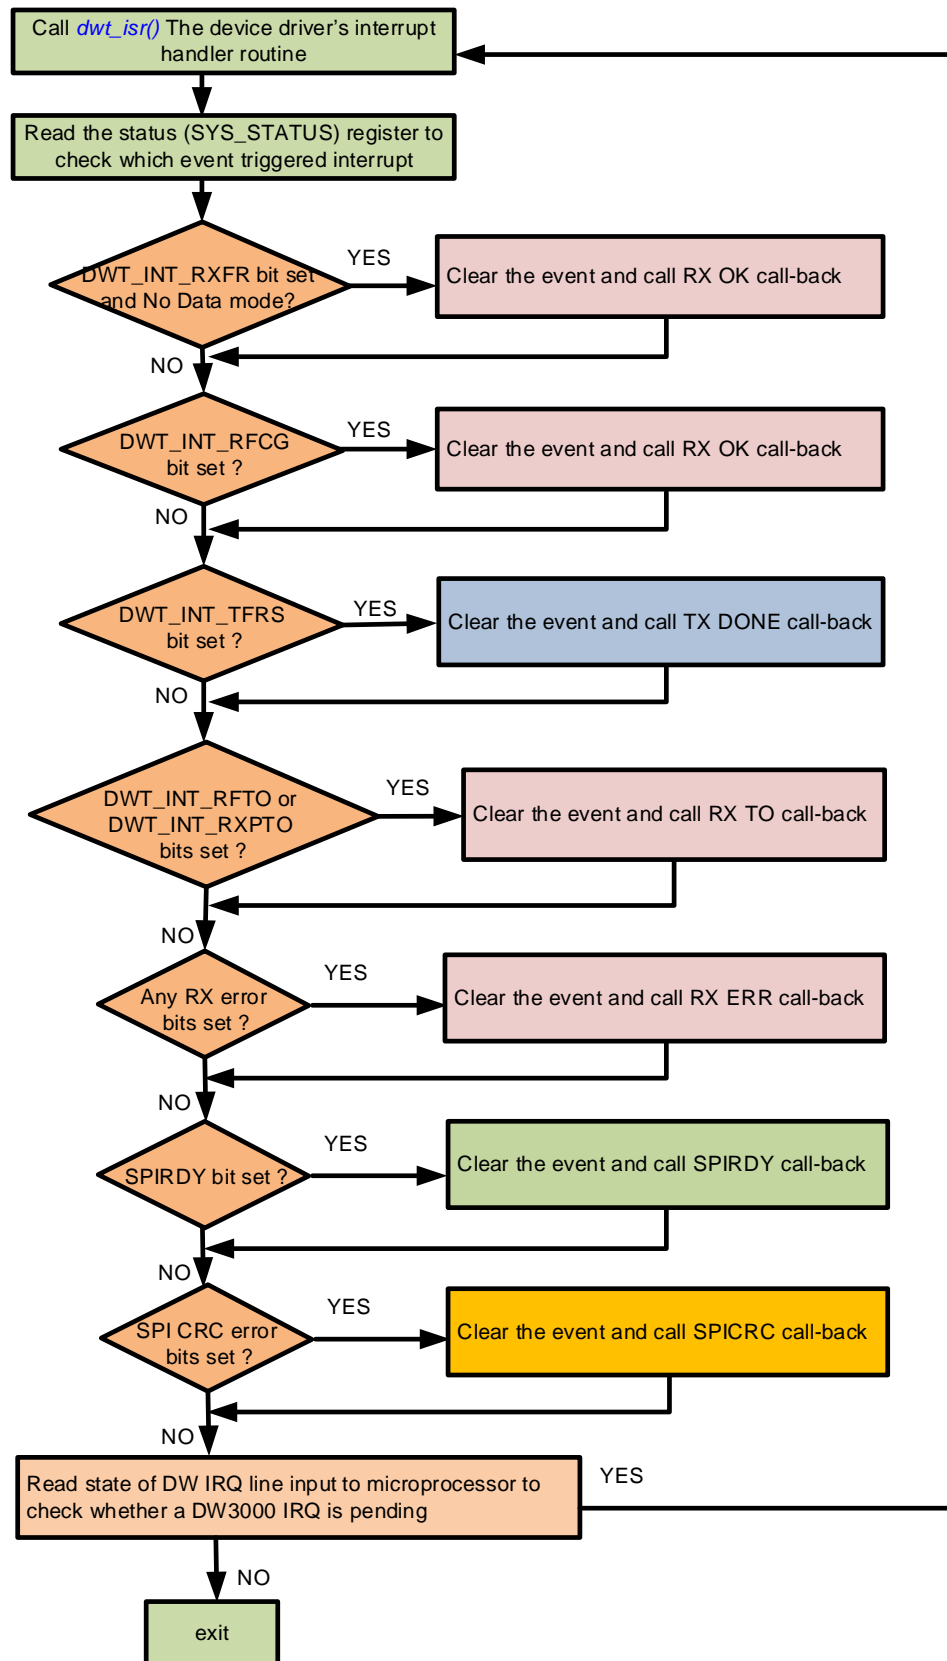 Call dwt_isr() The device driver's interrupt
handler routine
Read the status (SYS_STATUS) register to
check which event triggered interrupt
DWT_INT_RXFR bit set
and No Data mode?
YES
Clear the event and call RX OK call-back
NO
DWT_INT_RFCG
bit set ?
YES
Clear the event and call RX OK call-back
NO
DWT_INT_TFRS
bit set ?
YES
Clear the event and call TX DONE call-back
NO
DWT_INT_RFTO or
DWT_INT_RXPTO
bits set ?
YES
Clear the event and call RX TO call-back
NO
Any RX error
bits set ?
YES
Clear the event and call RX ERR call-back
NO
SPIRDY bit set ?
YES
Clear the event and call SPIRDY call-back
NO
SPI CRC error
bits set ?
YES
Clear the event and call SPICRC call-back
NO
Read state of DW IRQ line input to microprocessor to
check whether a DW3000 IRQ is pending
YES
NO
exit